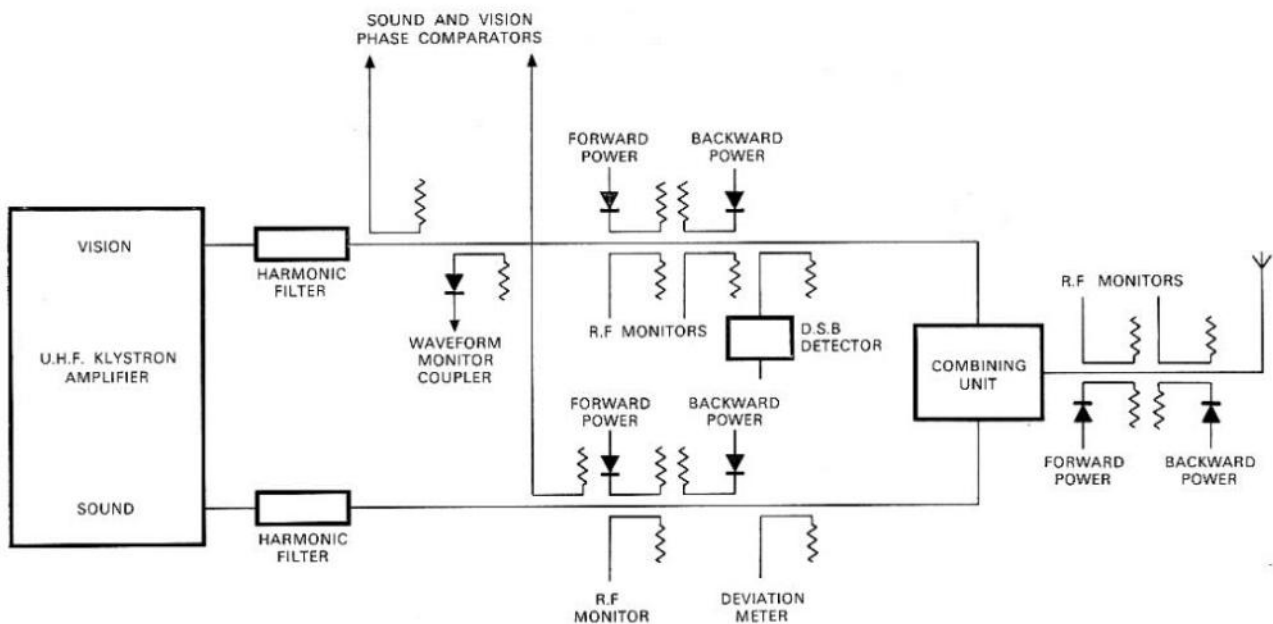 SOUND AND VISION
PHASE COMPARATORS
FORWARD
POWER
BACKWARD
POWER
VISION
HARMONIC
FILTER
WAVEFORM
MONITOR
COUPLER
R.F MONITORS
D.S.B
DETECTOR
R.F MONITORS
U.H.F. KLYSTRON
AMPLIFIER
COMBINING
UNIT
FORWARD
POWER
BACKWARD
POWER
FORWARD
POWER
BACKWARD
POWER
SOUND
HARMONIC
FILTER
R.F
MONITOR
DEVIATION
METER